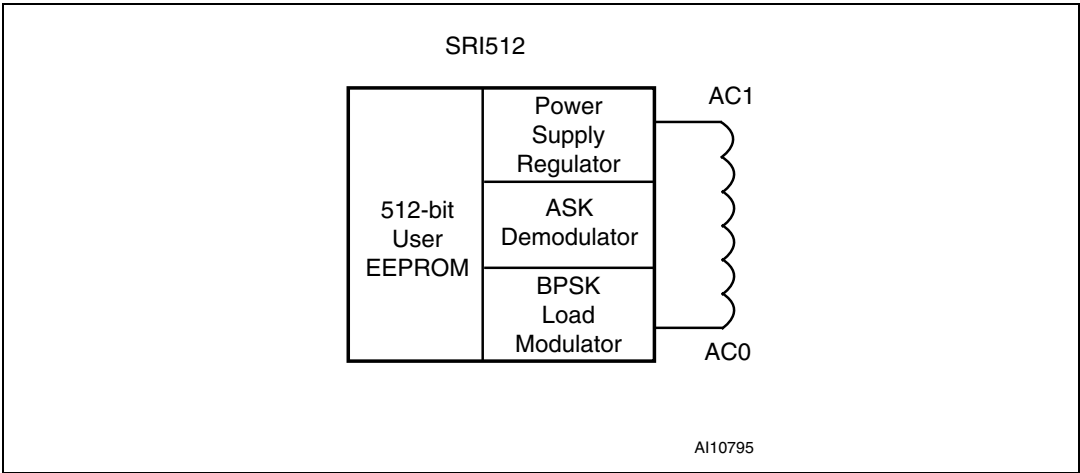 SRI512
AC1
Power
Supply
Regulator
512-bit
User
EEPROM
ASK
Demodulator
BPSK
Load
Modulator
AC0
AI10795